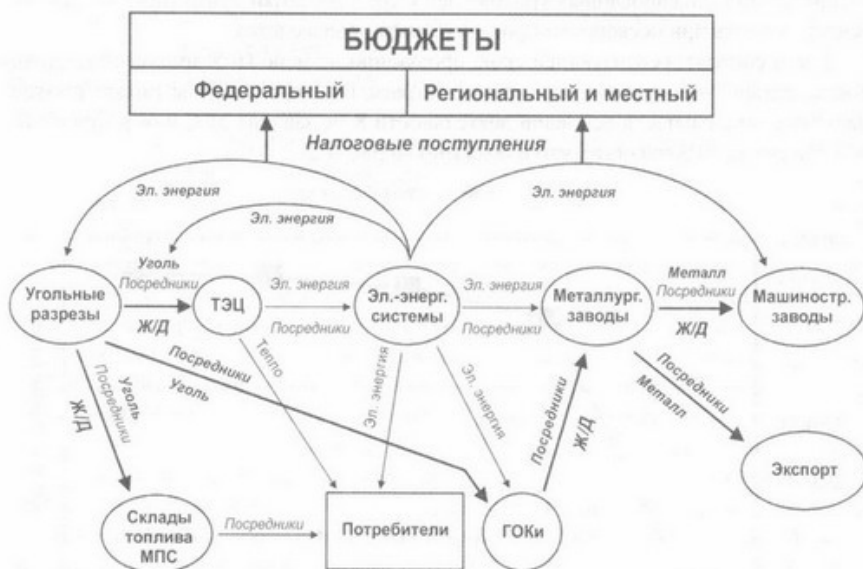 БЮДЖЕТЫ
Федеральный
Региональный и местный
Налоговые поступления
Эл. энергия
Эл. энергия
Эл. энергия
Угольные
разрезы
Уголь
Посредники
Ж/Д
ТЭЦ
Эл. энергия
Посредники
Эл.-энерг.
системы
Эл. энергия
Посредники
Металлург.
заводы
Металл
Посредники
Ж/Д
Машиностр.
заводы
Уголь
Посредники
Ж/Д
Посредники
Уголь
Тепло
Эл. энергия
Эл. энергия
Посредники
Ж/Д
Посредники
Металл
Экспорт
Склады
топлива
МПС
Посредники
Потребители
ГОКи